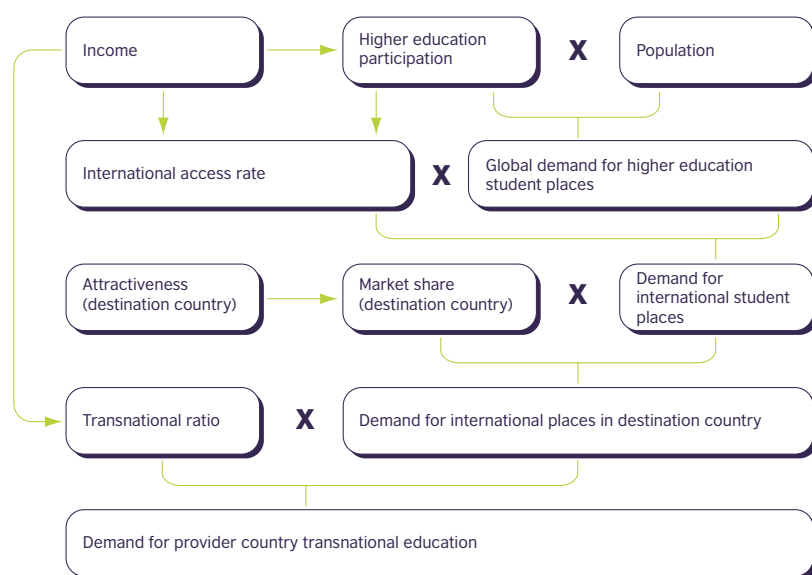 Income
Higher education
participation
X
Population
International access rate
X
Global demand for higher education
student places
Attractiveness
(destination country)
Market share
(destination country)
X
Demand for
international student
places
Transnational ratio
X
Demand for international places in destination country
Demand for provider country transnational education